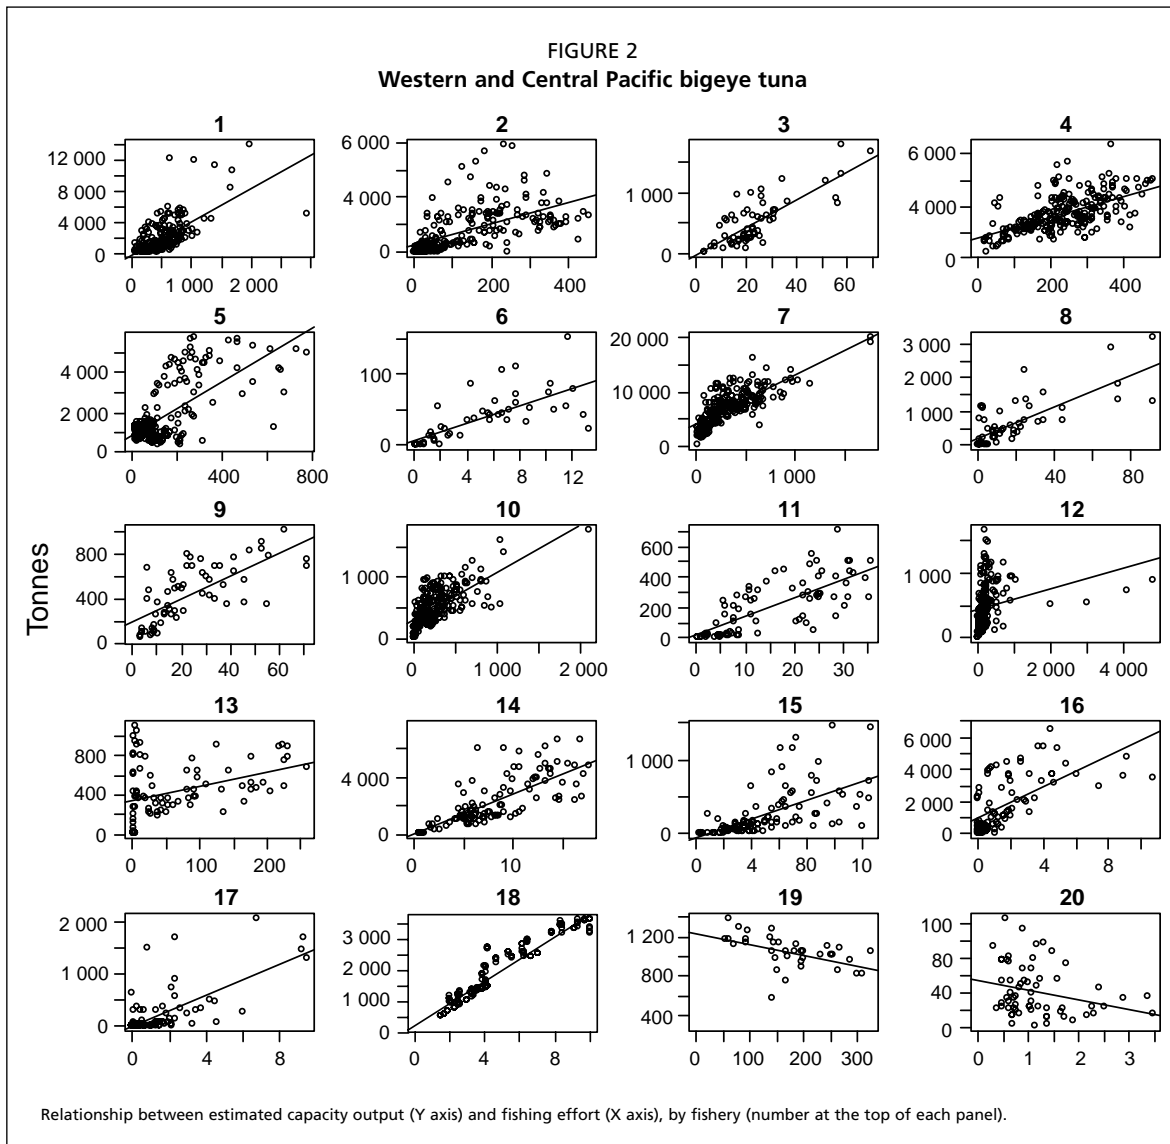 FIGURE 2
Western and Central Pacific bigeye tuna
1 2 3 4
12 000 8 000 4 000 0
0 1 000 2 000
6 000 4 000 2 000 0
0 200 400
1 000 0
0 20 40 60
6 000 4 000 0
0 200 400
5 6 7 8
4 000 2 000 0
0 400 800
100 0
0 4 8 12
20 000 10 000 0
0 1 000
3 000 2 000 1 000 0
0 40 80
9 10 11 12
800 400 0
0 20 40 60
1 000 0
0 1 000 2 000
600 400 200 0
0 10 20 30
1 000 0
0 2 000 4 000
Tonnes
13 14 15 16
800 400 0
0 100 200
4 000 0
0 10
1 000 0
0 4 80 10
6 000 4 000 2 000 0
0 4 8
17 18 19 20
2 000 1 000 0
0 4 8
3 000 2 000 1 000 0
0 4 8
1200 800 400
0 100 200 300
100 80 40 0
0 1 2 3
Relationship between estimated capacity output (Y axis) and fishing effort (X axis), by fishery (number at the top of each panel).